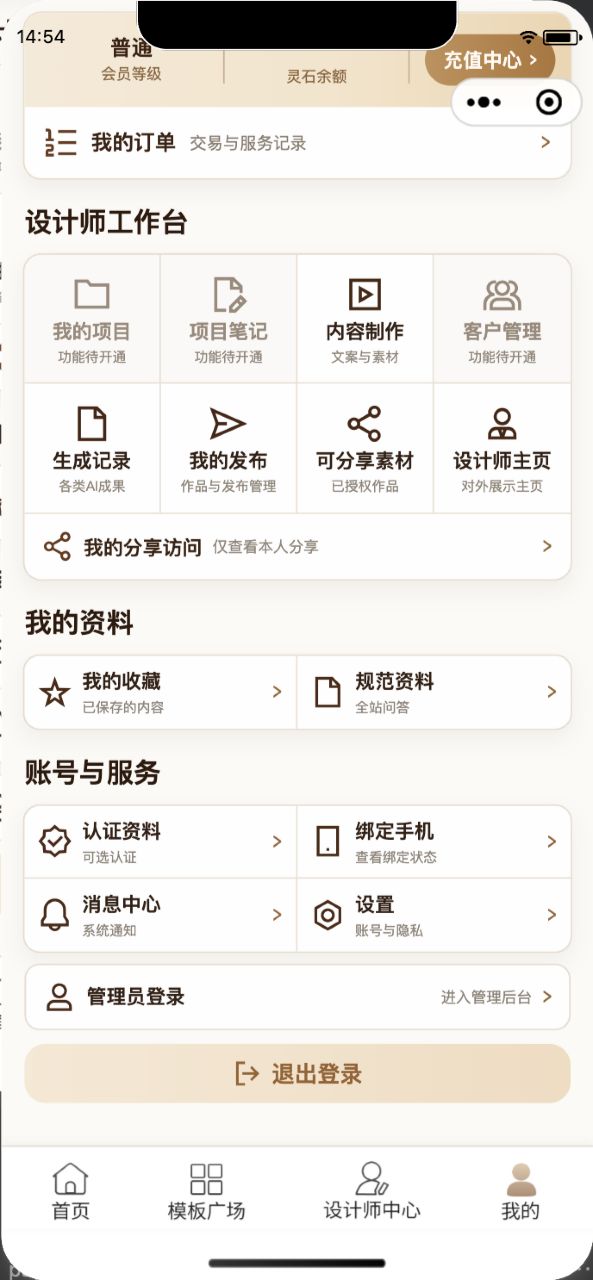 14:54
普通
会员等级
灵石余额
充值中心 >
我的订单 交易与服务记录
设计师工作台
我的项目 项目笔记 内容制作 客户管理
功能待开通 功能待开通 文案与素材 功能待开通
生成记录 我的发布 可分享素材 设计师主页
各类AI成果 作品与发布管理 已授权作品 对外展示主页
我的分享访问 仅查看本人分享
我的资料
我的收藏 规范资料
已保存的内容 全站问答
账号与服务
认证资料 绑定手机
可选认证 查看绑定状态
消息中心 设置
系统通知 账号与隐私
管理员登录 进入管理后台
退出登录
首页 模板广场 设计师中心 我的